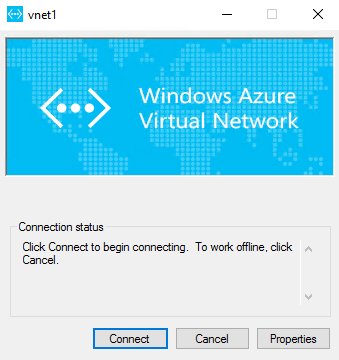 vnet1
Windows Azure
Virtual Network
Connection status
Click Connect to begin connecting.  To work offline, click
Cancel.
Connect
Cancel
Properties